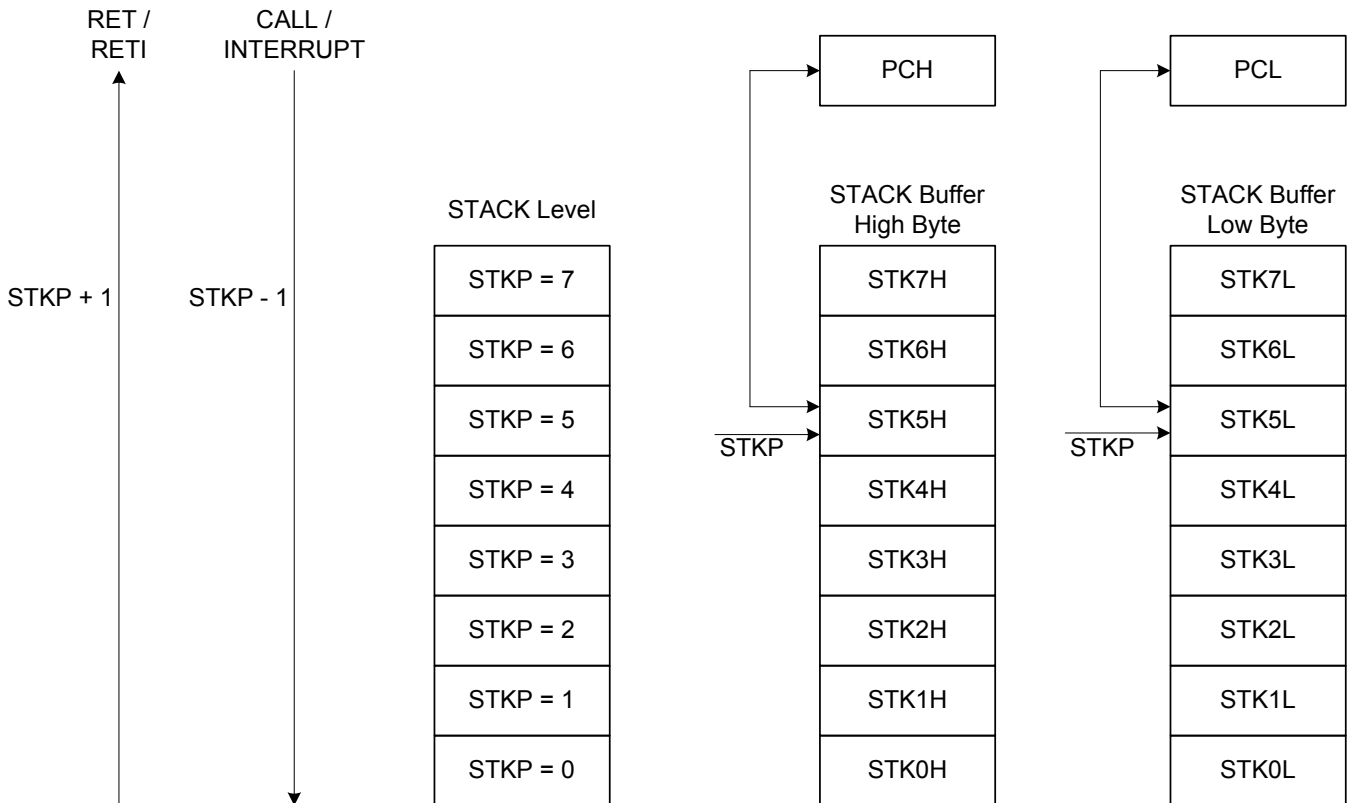 RET /
RETI
CALL /
INTERRUPT
PCH
PCL
STACK Level
STACK Buffer
High Byte
STACK Buffer
Low Byte
STKP + 1
STKP - 1
STKP = 7
STK7H
STK7L
STKP = 6
STK6H
STK6L
STKP = 5
STK5H
STK5L
STKP
STKP
STKP = 4
STK4H
STK4L
STKP = 3
STK3H
STK3L
STKP = 2
STK2H
STK2L
STKP = 1
STK1H
STK1L
STKP = 0
STK0H
STK0L